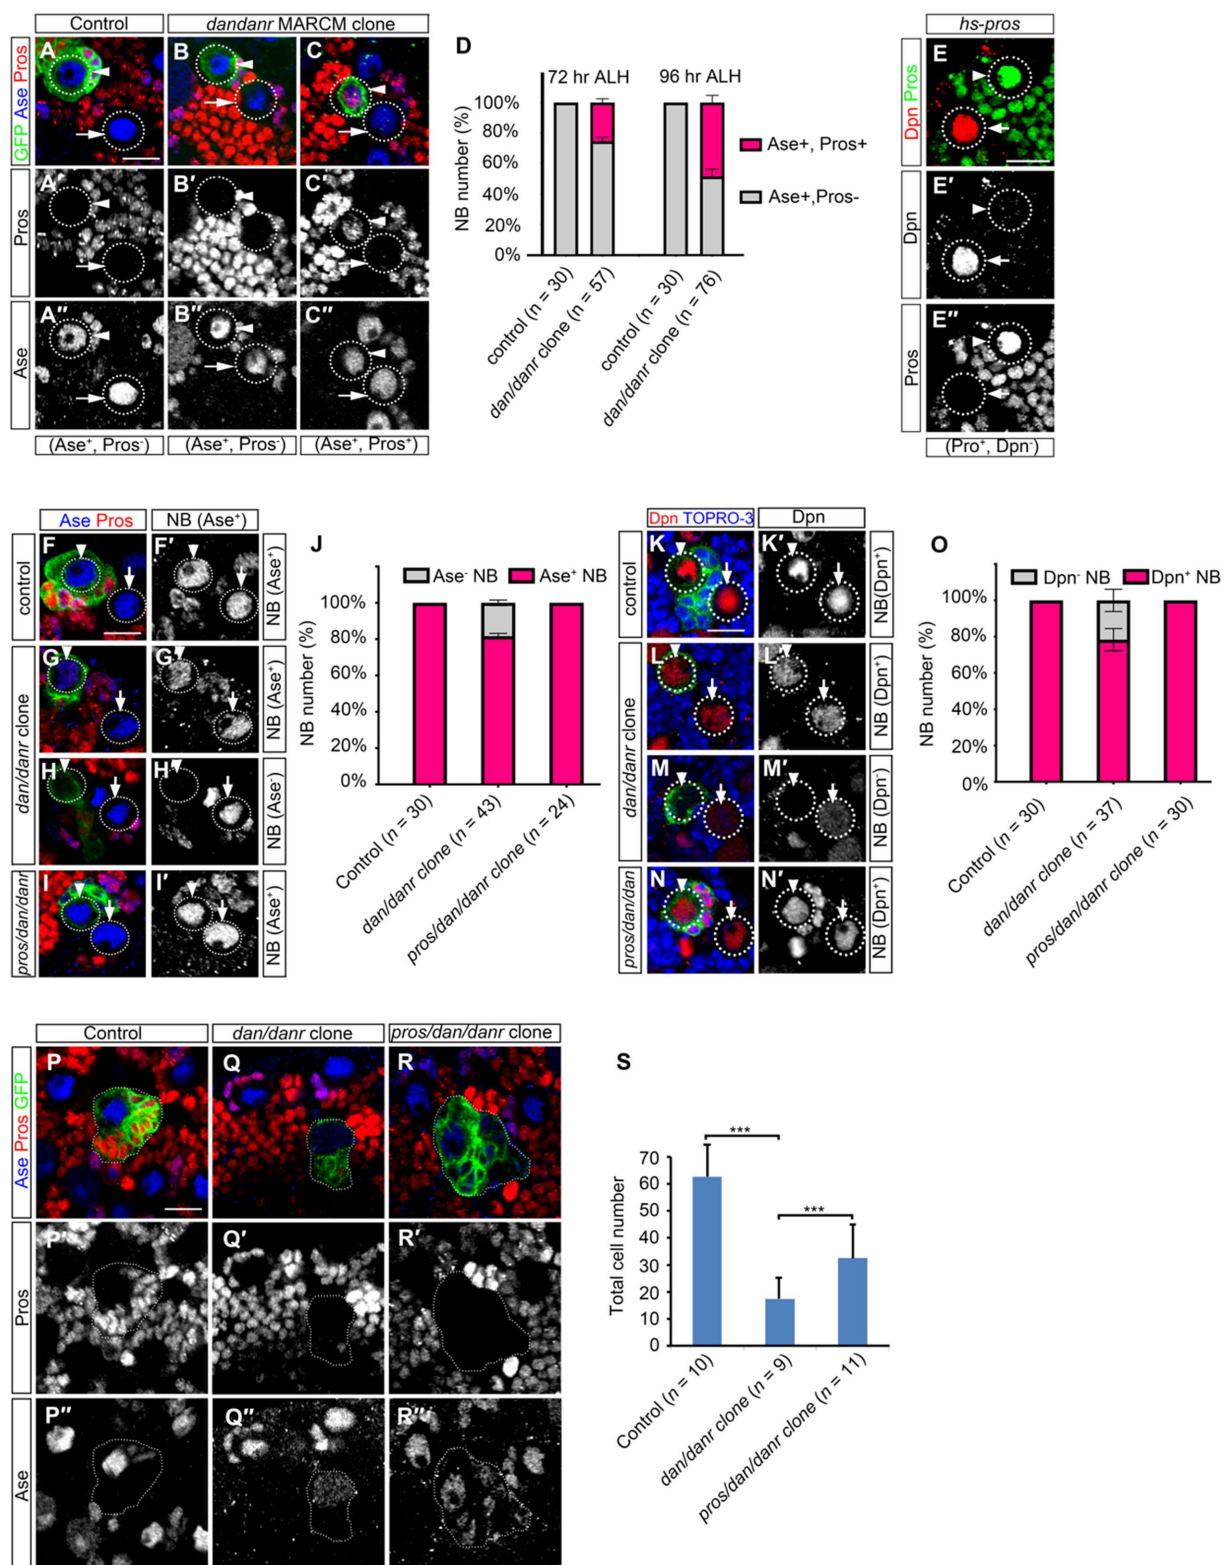 Control
dandanr MARCM clone
GFP Ase Pros
A
B
C
Pros
A′
B′
C′
Ase
A″
B″
C″
(Ase⁺, Pros⁻)
(Ase⁺, Pros⁻)
(Ase⁺, Pros⁺)
D
72 hr ALH
96 hr ALH
NB number (%)
100%
80%
60%
40%
20%
0%
control (n = 30)
dan/danr clone (n = 57)
control (n = 30)
dan/danr clone (n = 76)
Ase+, Pros+
Ase+,Pros-
hs-pros
Dpn Pros
E
Dpn
E′
Pros
E″
(Pro⁺, Dpn⁻)
Ase Pros
NB (Ase⁺)
control
F
F′
NB (Ase⁺)
dan/danr clone
G
G′
NB (Ase⁺)
H
H′
NB (Ase⁻)
pros/dan/danr
I
I′
NB (Ase⁺)
J
Ase⁻ NB
Ase⁺ NB
NB number (%)
100%
80%
60%
40%
20%
0%
Control (n = 30)
dan/danr clone (n = 43)
pros/danr/danr clone (n = 24)
Dpn TOPRO-3
Dpn
control
K
K′
NB(Dpn⁺)
dan/danr clone
L
L′
NB (Dpn⁺)
M
M′
NB (Dpn⁻)
pros/dan/dan
N
N′
NB (Dpn⁺)
O
Dpn⁻ NB
Dpn⁺ NB
NB number (%)
100%
80%
60%
40%
20%
0%
Control (n = 30)
dan/danr clone (n = 37)
pros/dan/danr clone (n = 30)
Control
dan/danr clone
pros/dan/danr clone
Ase Pros GFP
P
Q
R
Pros
P′
Q′
R′
Ase
P″
Q″
R″
S
***
***
Total cell number
70
60
50
40
30
20
10
0
Control (n = 10)
dan/danr clone (n = 9)
pros/dan/danr clone (n = 11)